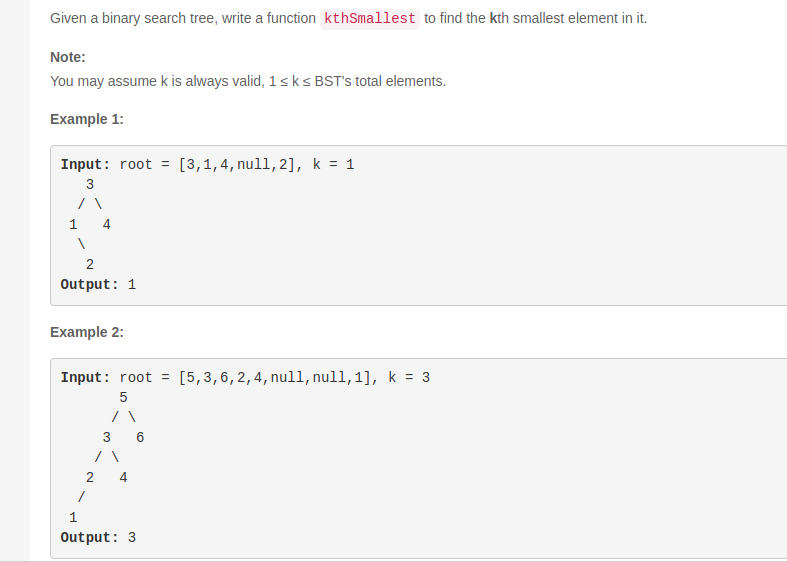 Given a binary search tree, write a function kthSmallest to find the kth smallest element in it.
Note:
You may assume k is always valid, 1 ≤ k ≤ BST's total elements.
Example 1:
Input: root = [3,1,4,null,2], k = 1
   3
  / \
 1   4
  \
   2
Output: 1
Example 2:
Input: root = [5,3,6,2,4,null,null,1], k = 3
       5
      / \
     3   6
    / \
   2   4
  /
 1
Output: 3